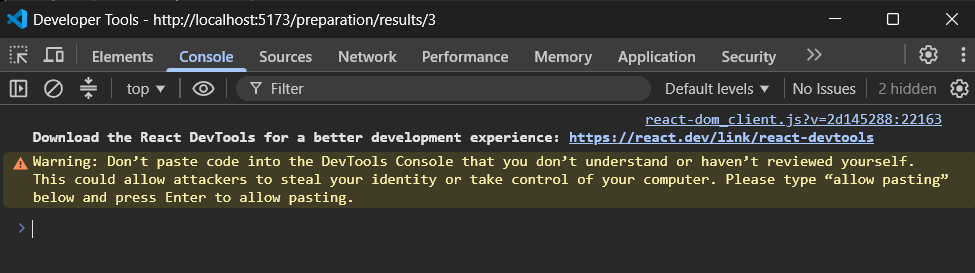 Developer Tools - http://localhost:5173/preparation/results/3
Elements Console Sources Network Performance Memory Application Security
top Filter Default levels No Issues 2 hidden
react-dom_client.js?v=2d145288:22163
Download the React DevTools for a better development experience: https://react.dev/link/react-devtools
Warning: Don’t paste code into the DevTools Console that you don’t understand or haven’t reviewed yourself.
This could allow attackers to steal your identity or take control of your computer. Please type “allow pasting”
below and press Enter to allow pasting.